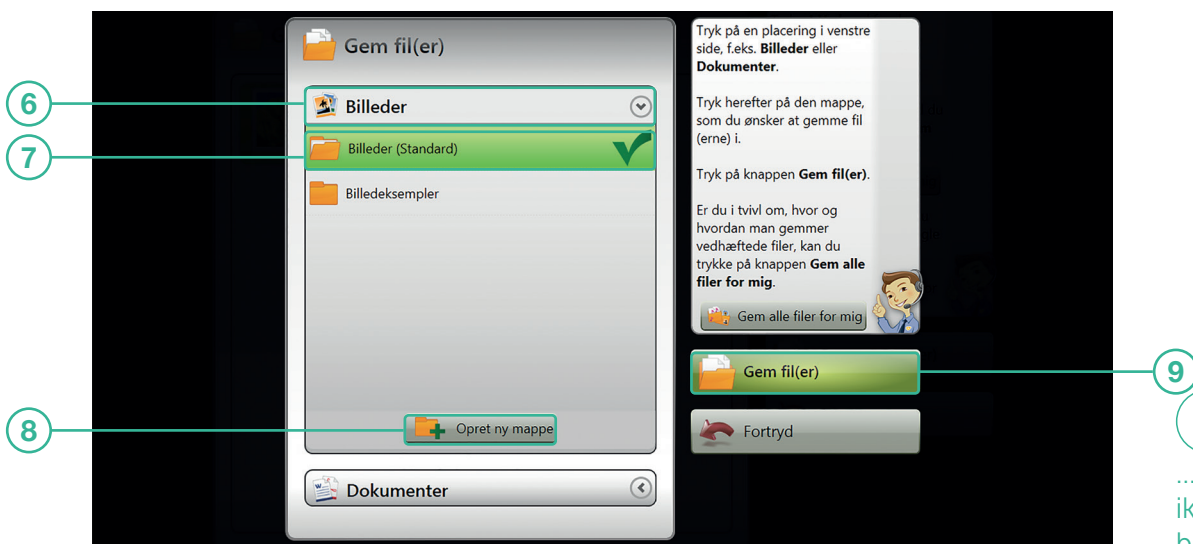 Gem fil(er)
6
Billeder
7
Billeder (Standard)
Billedeksempler
8
Opret ny mappe
Dokumenter
Tryk på en placering i venstre
side, f.eks. Billeder eller
Dokumenter.
Tryk herefter på den mappe,
som du ønsker at gemme fil
(erne) i.
Tryk på knappen Gem fil(er).
Er du i tvivl om, hvor og
hvordan man gemmer
vedhæftede filer, kan du
trykke på knappen Gem alle
filer for mig.
Gem alle filer for mig
Gem fil(er)
9
Fortryd
...
ik